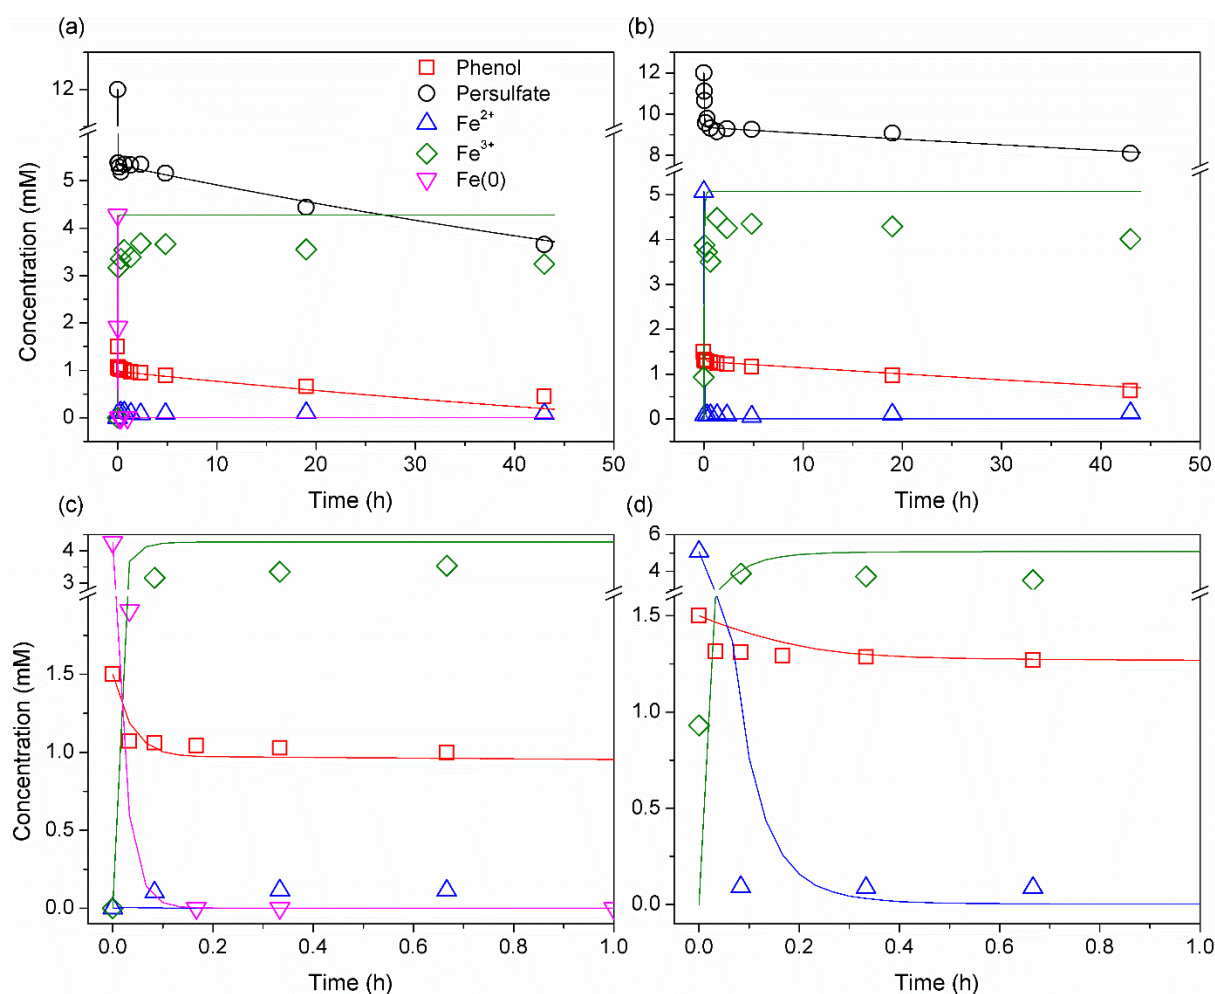 (a)
(b)
12
5
4
3
2
1
0
Concentration (mM)
Phenol
Persulfate
Fe²⁺
Fe³⁺
Fe(0)
0 10 20 30 40 50
Time (h)
12
10
8
5
4
3
2
1
0
0 10 20 30 40 50
Time (h)
(c)
(d)
4
3
1.5
1.0
0.5
0.0
Concentration (mM)
0.0 0.2 0.4 0.6 0.8 1.0
Time (h)
6
4
1.5
1.0
0.5
0.0
0.0 0.2 0.4 0.6 0.8 1.0
Time (h)